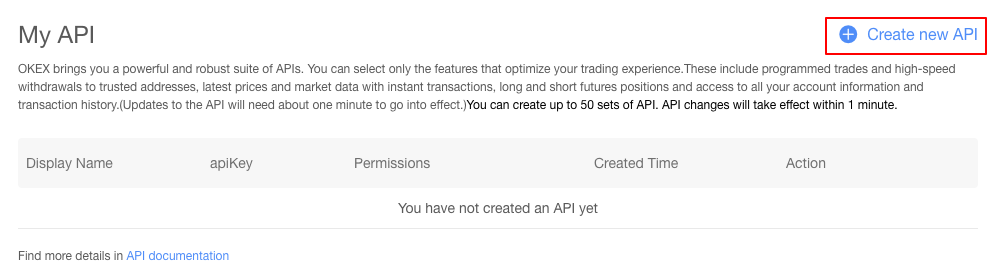 My API
Create new API
OKEX brings you a powerful and robust suite of APIs. You can select only the features that optimize your trading experience.These include programmed trades and high-speed
withdrawals to trusted addresses, latest prices and market data with instant transactions, long and short futures positions and access to all your account information and
transaction history.(Updates to the API will need about one minute to go into effect.)You can create up to 50 sets of API. API changes will take effect within 1 minute.
Display Name apiKey Permissions Created Time Action
You have not created an API yet
Find more details in API documentation